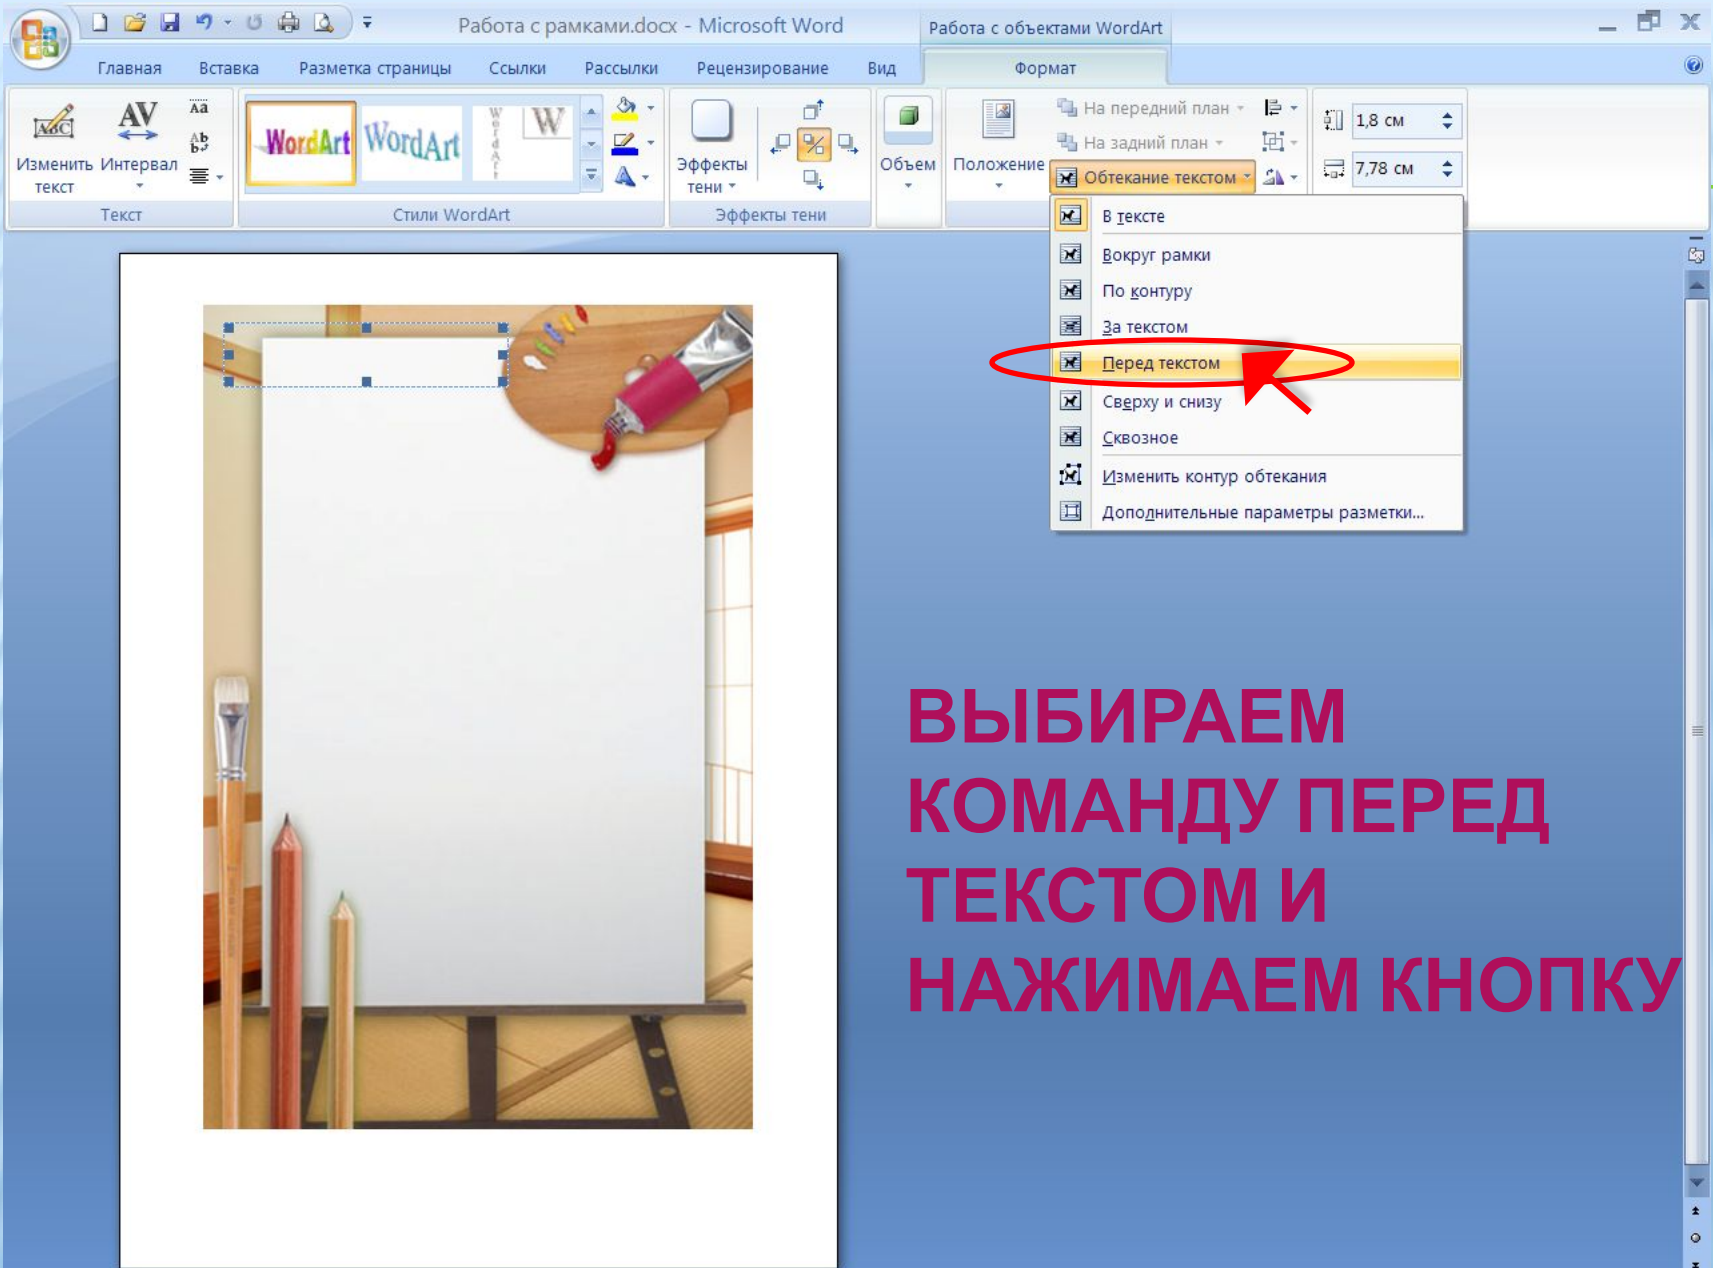 Работа с рамками.docx - Microsoft Word
Работа с объектами WordArt
Главная Вставка Разметка страницы Ссылки Рассылки Рецензирование Вид Формат
Изменить текст
Интервал
Aa
Ab
Текст
WordArt WordArt WordArt W
Стили WordArt
Эффекты тени
Эффекты тени
Объем
Положение
На передний план
На задний план
Обтекание текстом
1,8 см
7,78 см
В тексте
Вокруг рамки
По контуру
За текстом
Перед текстом
Сверху и снизу
Сквозное
Изменить контур обтекания
Дополнительные параметры разметки...
ВЫБИРАЕМ
КОМАНДУ ПЕРЕД
ТЕКСТОМ И
НАЖИМАЕМ КНОПКУ